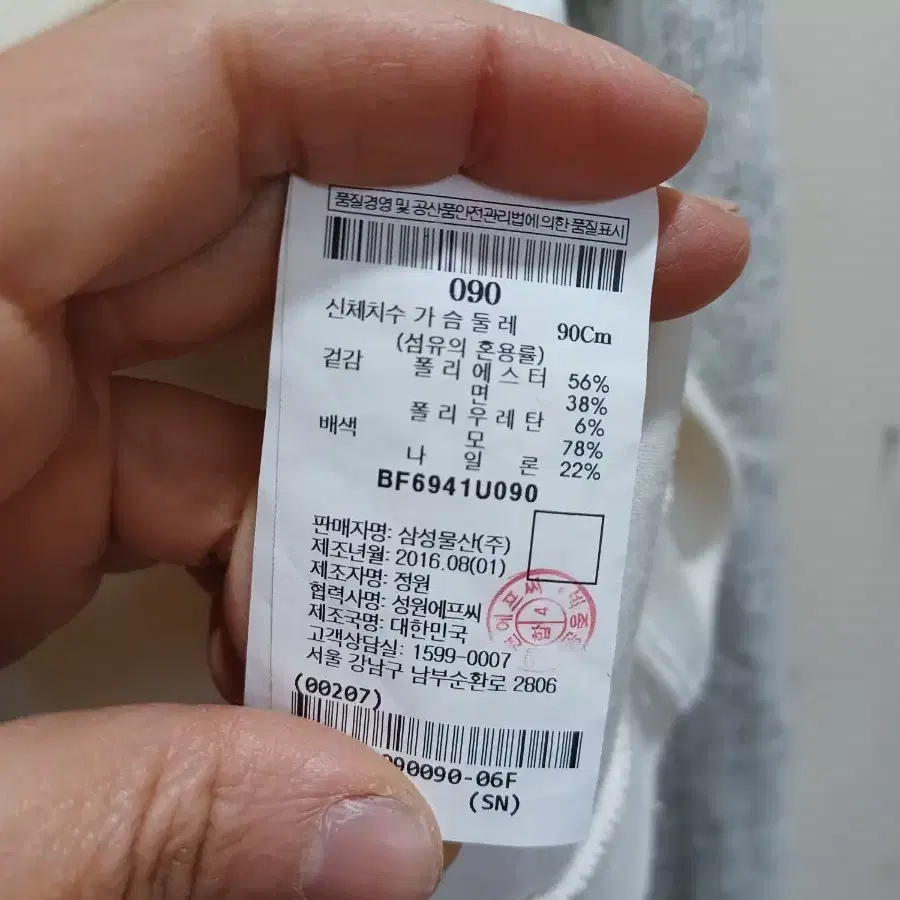 품질경영 및 공산품안전관리법에 의한 품질표시
090
신체치수 가슴둘레 90Cm
(섬유의 혼용률)
겉감 폴리에스터 56%
면 38%
폴리우레탄 6%
배색 모 78%
나일론 22%
BF6941U090
판매자명: 삼성물산(주)
제조년월: 2016.08(01)
제조자명: 정원
협력사명: 성원에프씨
제조국명: 대한민국
고객상담실: 1599-0007
서울 강남구 남부순환로 2806
(00207)
90090-06F
(SN)